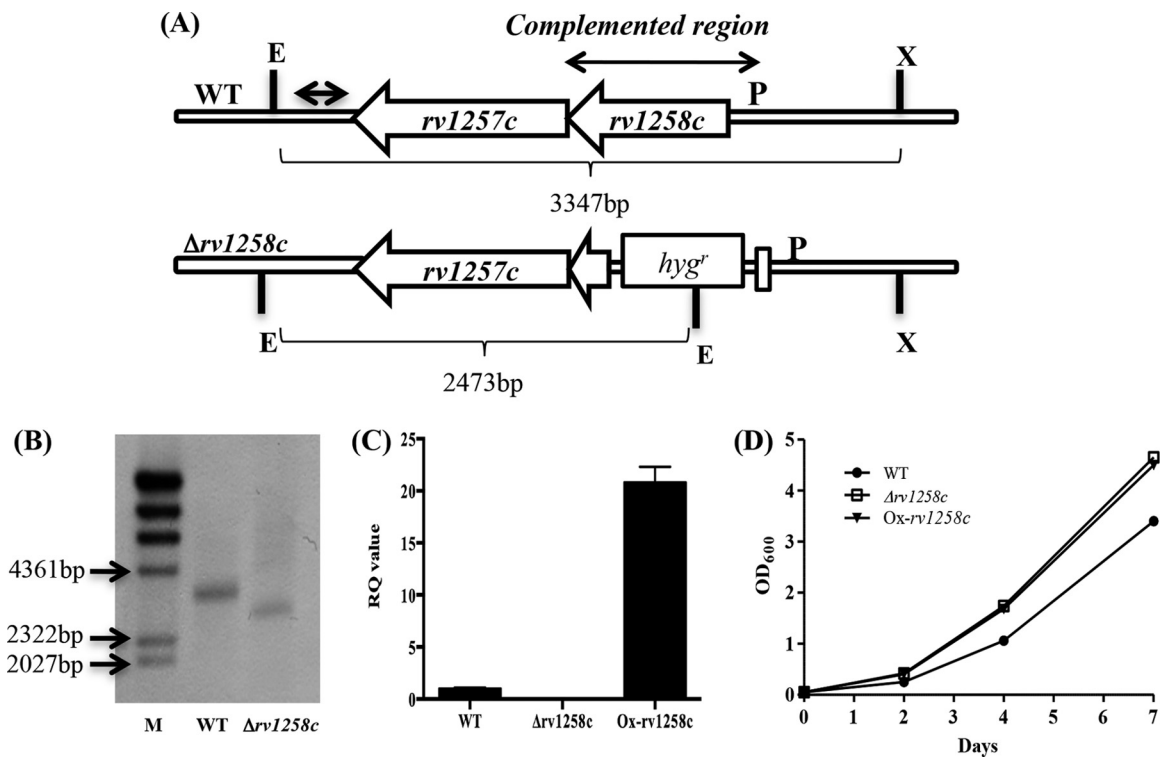 (A)
Complemented region
E
X
WT
P
rv1257c
rv1258c
3347bp
Δrv1258c
P
rv1257c
hygʳ
E
E
X
2473bp
(B)
4361bp
2322bp
2027bp
M WT Δrv1258c
(C)
25
20
15
10
5
0
RQ value
WT Δrv1258c Ox-rv1258c
(D)
5
4
3
2
1
0
OD₆₀₀
WT
Δrv1258c
Ox-rv1258c
0 1 2 3 4 5 6 7
Days